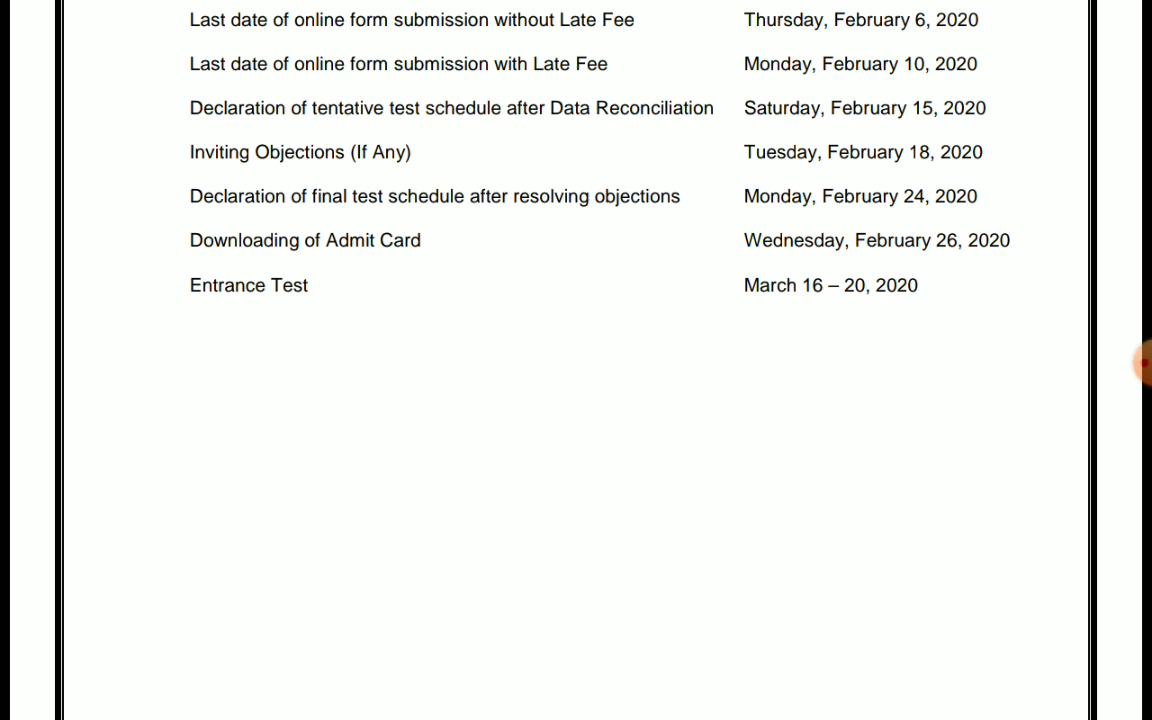 Last date of online form submission without Late Fee Thursday, February 6, 2020
Last date of online form submission with Late Fee Monday, February 10, 2020
Declaration of tentative test schedule after Data Reconciliation Saturday, February 15, 2020
Inviting Objections (If Any) Tuesday, February 18, 2020
Declaration of final test schedule after resolving objections Monday, February 24, 2020
Downloading of Admit Card Wednesday, February 26, 2020
Entrance Test March 16 – 20, 2020